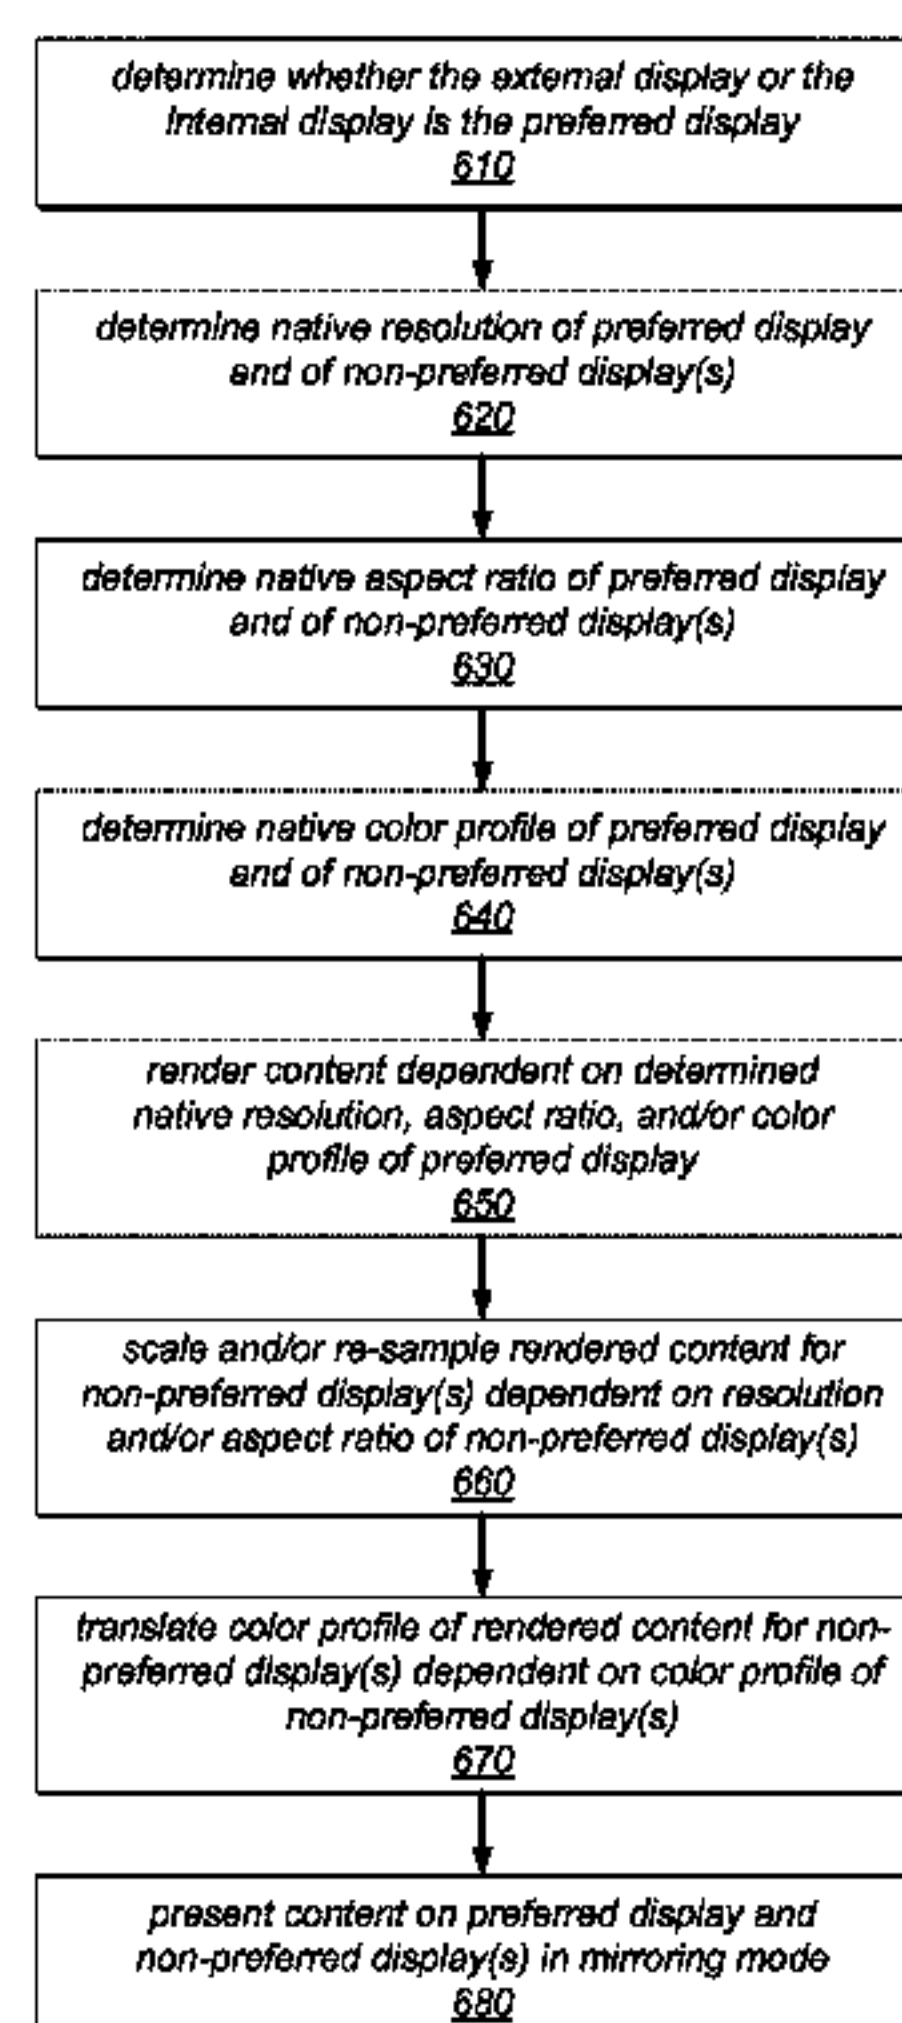 determine whether the external display or the
internal display is the preferred display
610
determine native resolution of preferred display
and of non-preferred display(s)
620
determine native aspect ratio of preferred display
and of non-preferred display(s)
630
determine native color profile of preferred display
and of non-preferred display(s)
640
render content dependent on determined
native resolution, aspect ratio, and/or color
profile of preferred display
650
scale and/or re-sample rendered content for
non-preferred display(s) dependent on resolution
and/or aspect ratio of non-preferred display(s)
660
translate color profile of rendered content for non-
preferred display(s) dependent on color profile of
non-preferred display(s)
670
present content on preferred display and
non-preferred display(s) in mirroring mode
680